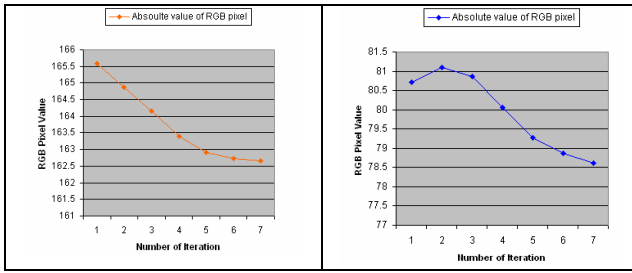 Absoulte value of RGB pixel
166
165.5
165
164.5
164
163.5
163
162.5
162
161.5
161
RGB Pixel Value
1 2 3 4 5 6 7
Number of Iteration
Absolute value of RGB pixel
81.5
81
80.5
80
79.5
79
78.5
78
77.5
77
RGB Pixel Value
1 2 3 4 5 6 7
Number of Iteration